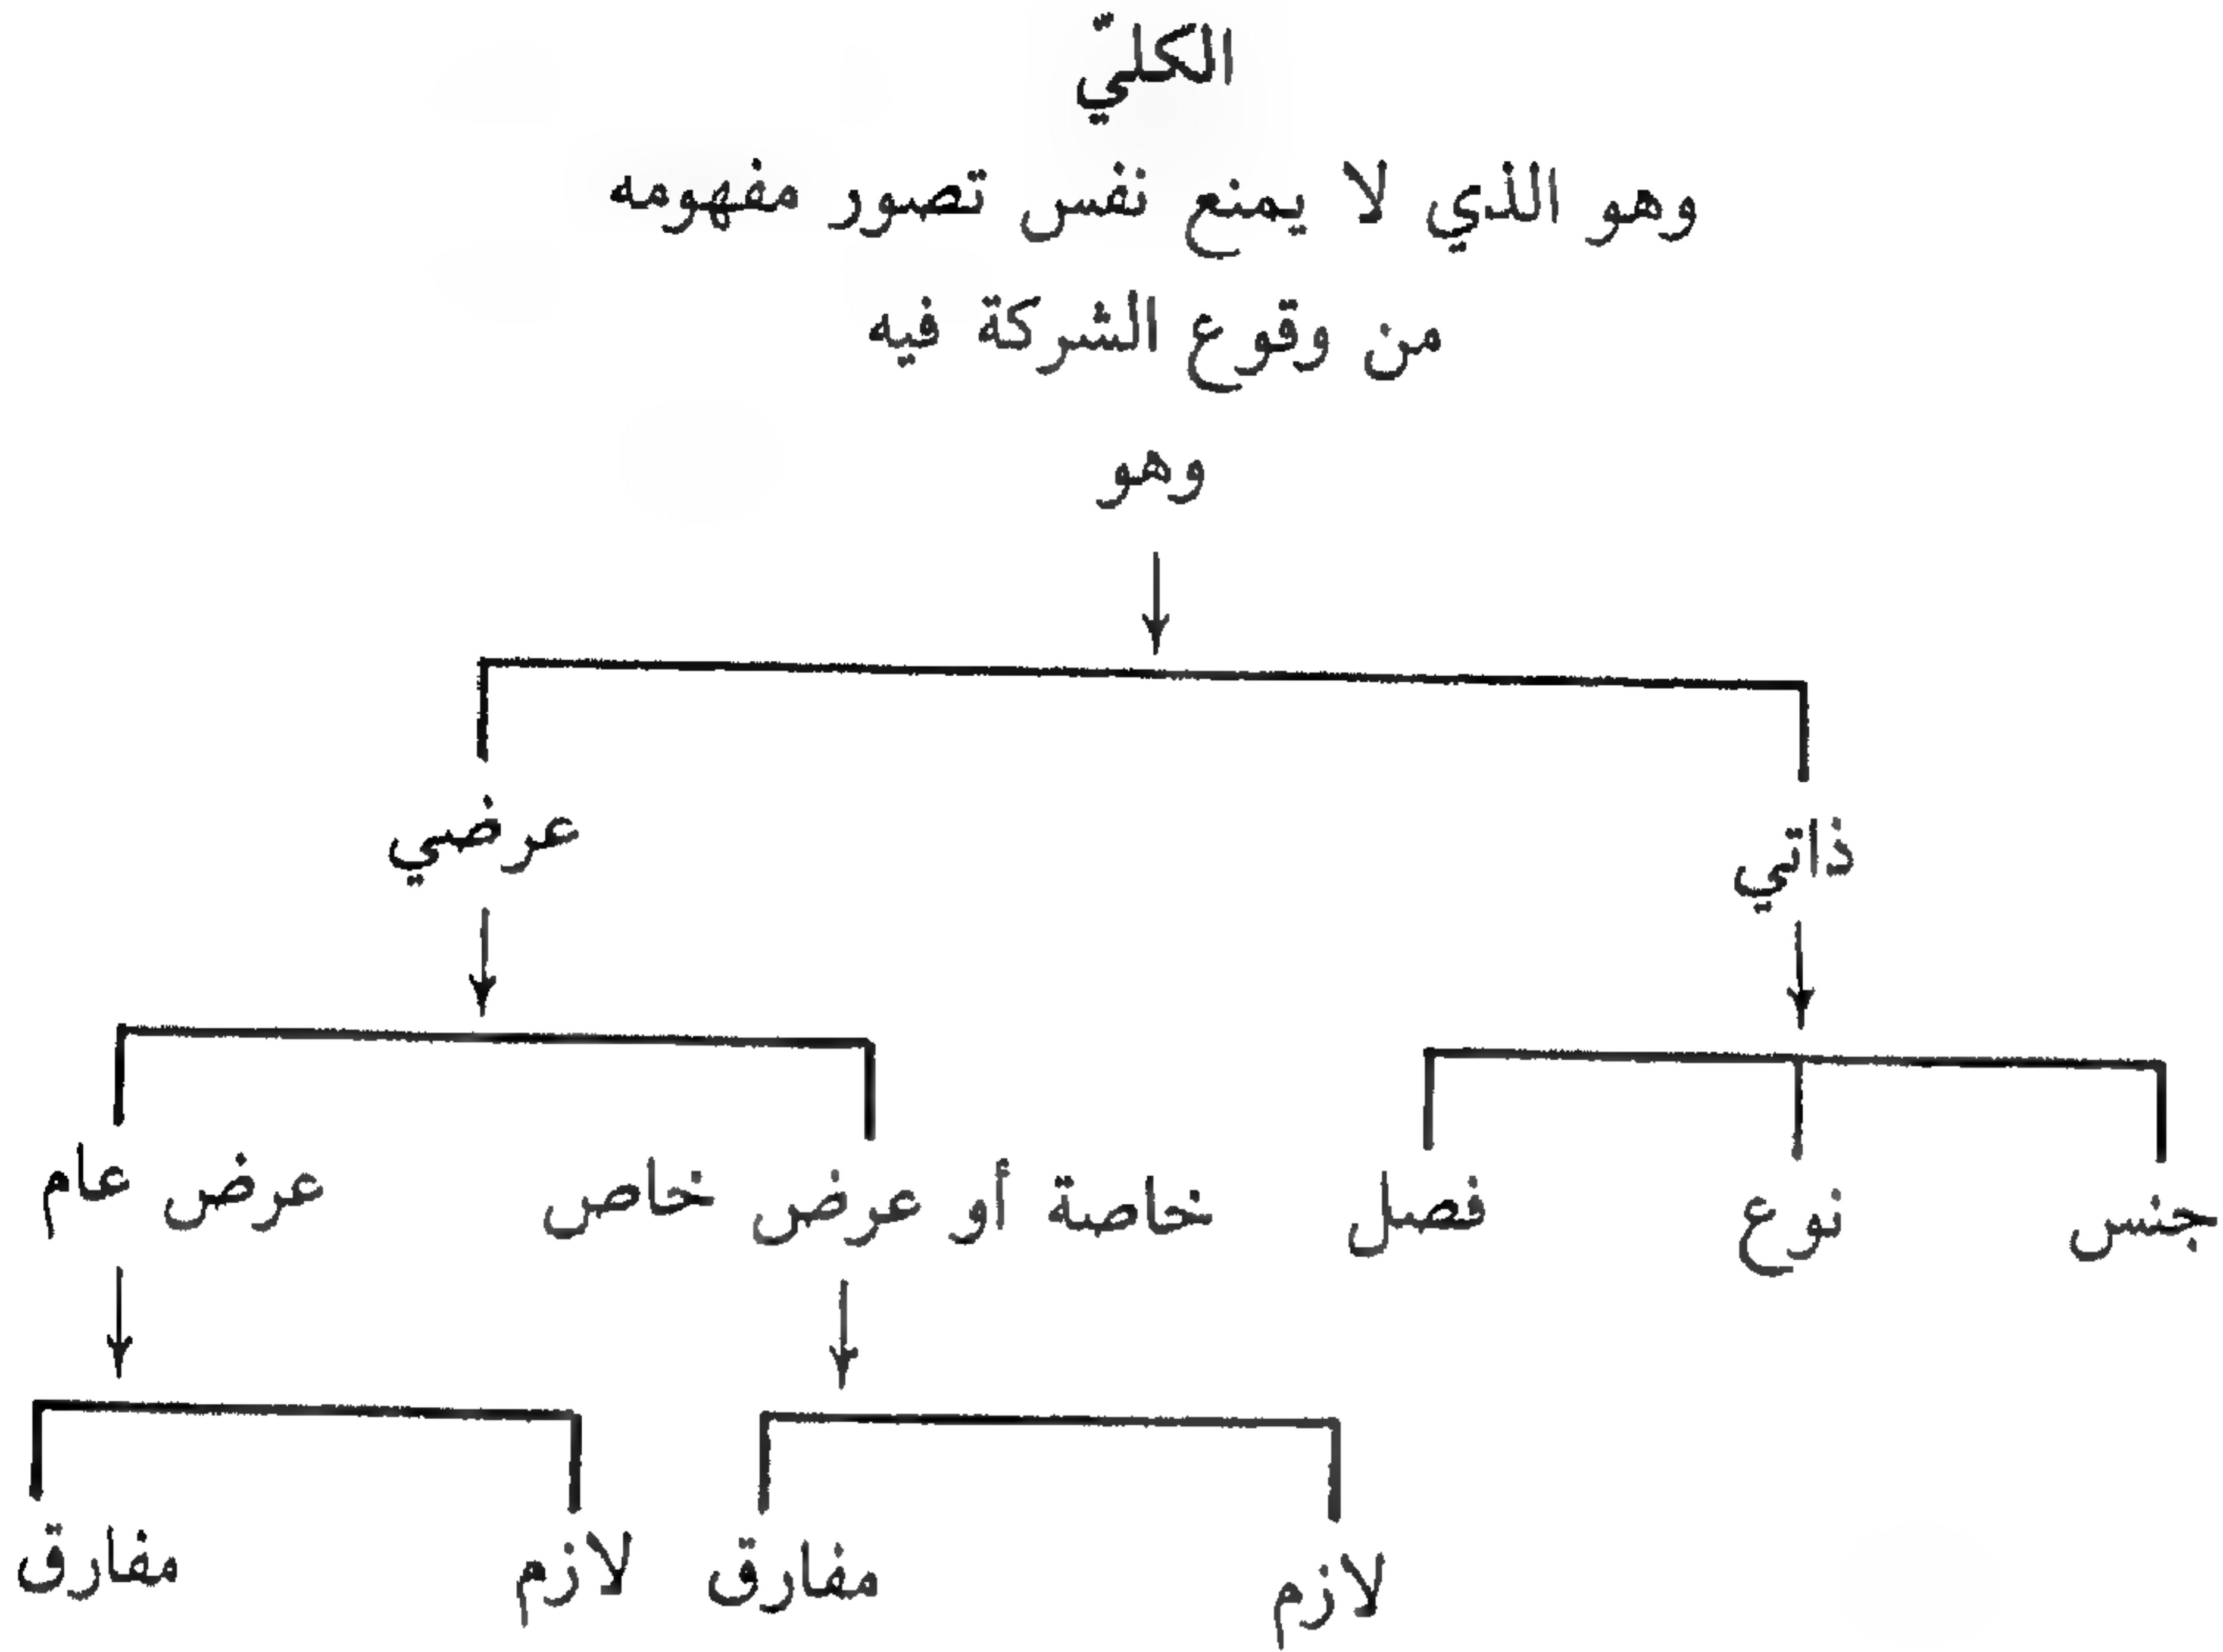 الكليّ
وهو الذي لا يمنع نفس تصور مفهومه
من وقوع الشركة فيه
وهو
ذاتي
عرضي
جنس
نوع
فصل
خاصة أو عرض خاص
عرض عام
لازم
مفارق
لازم
مفارق